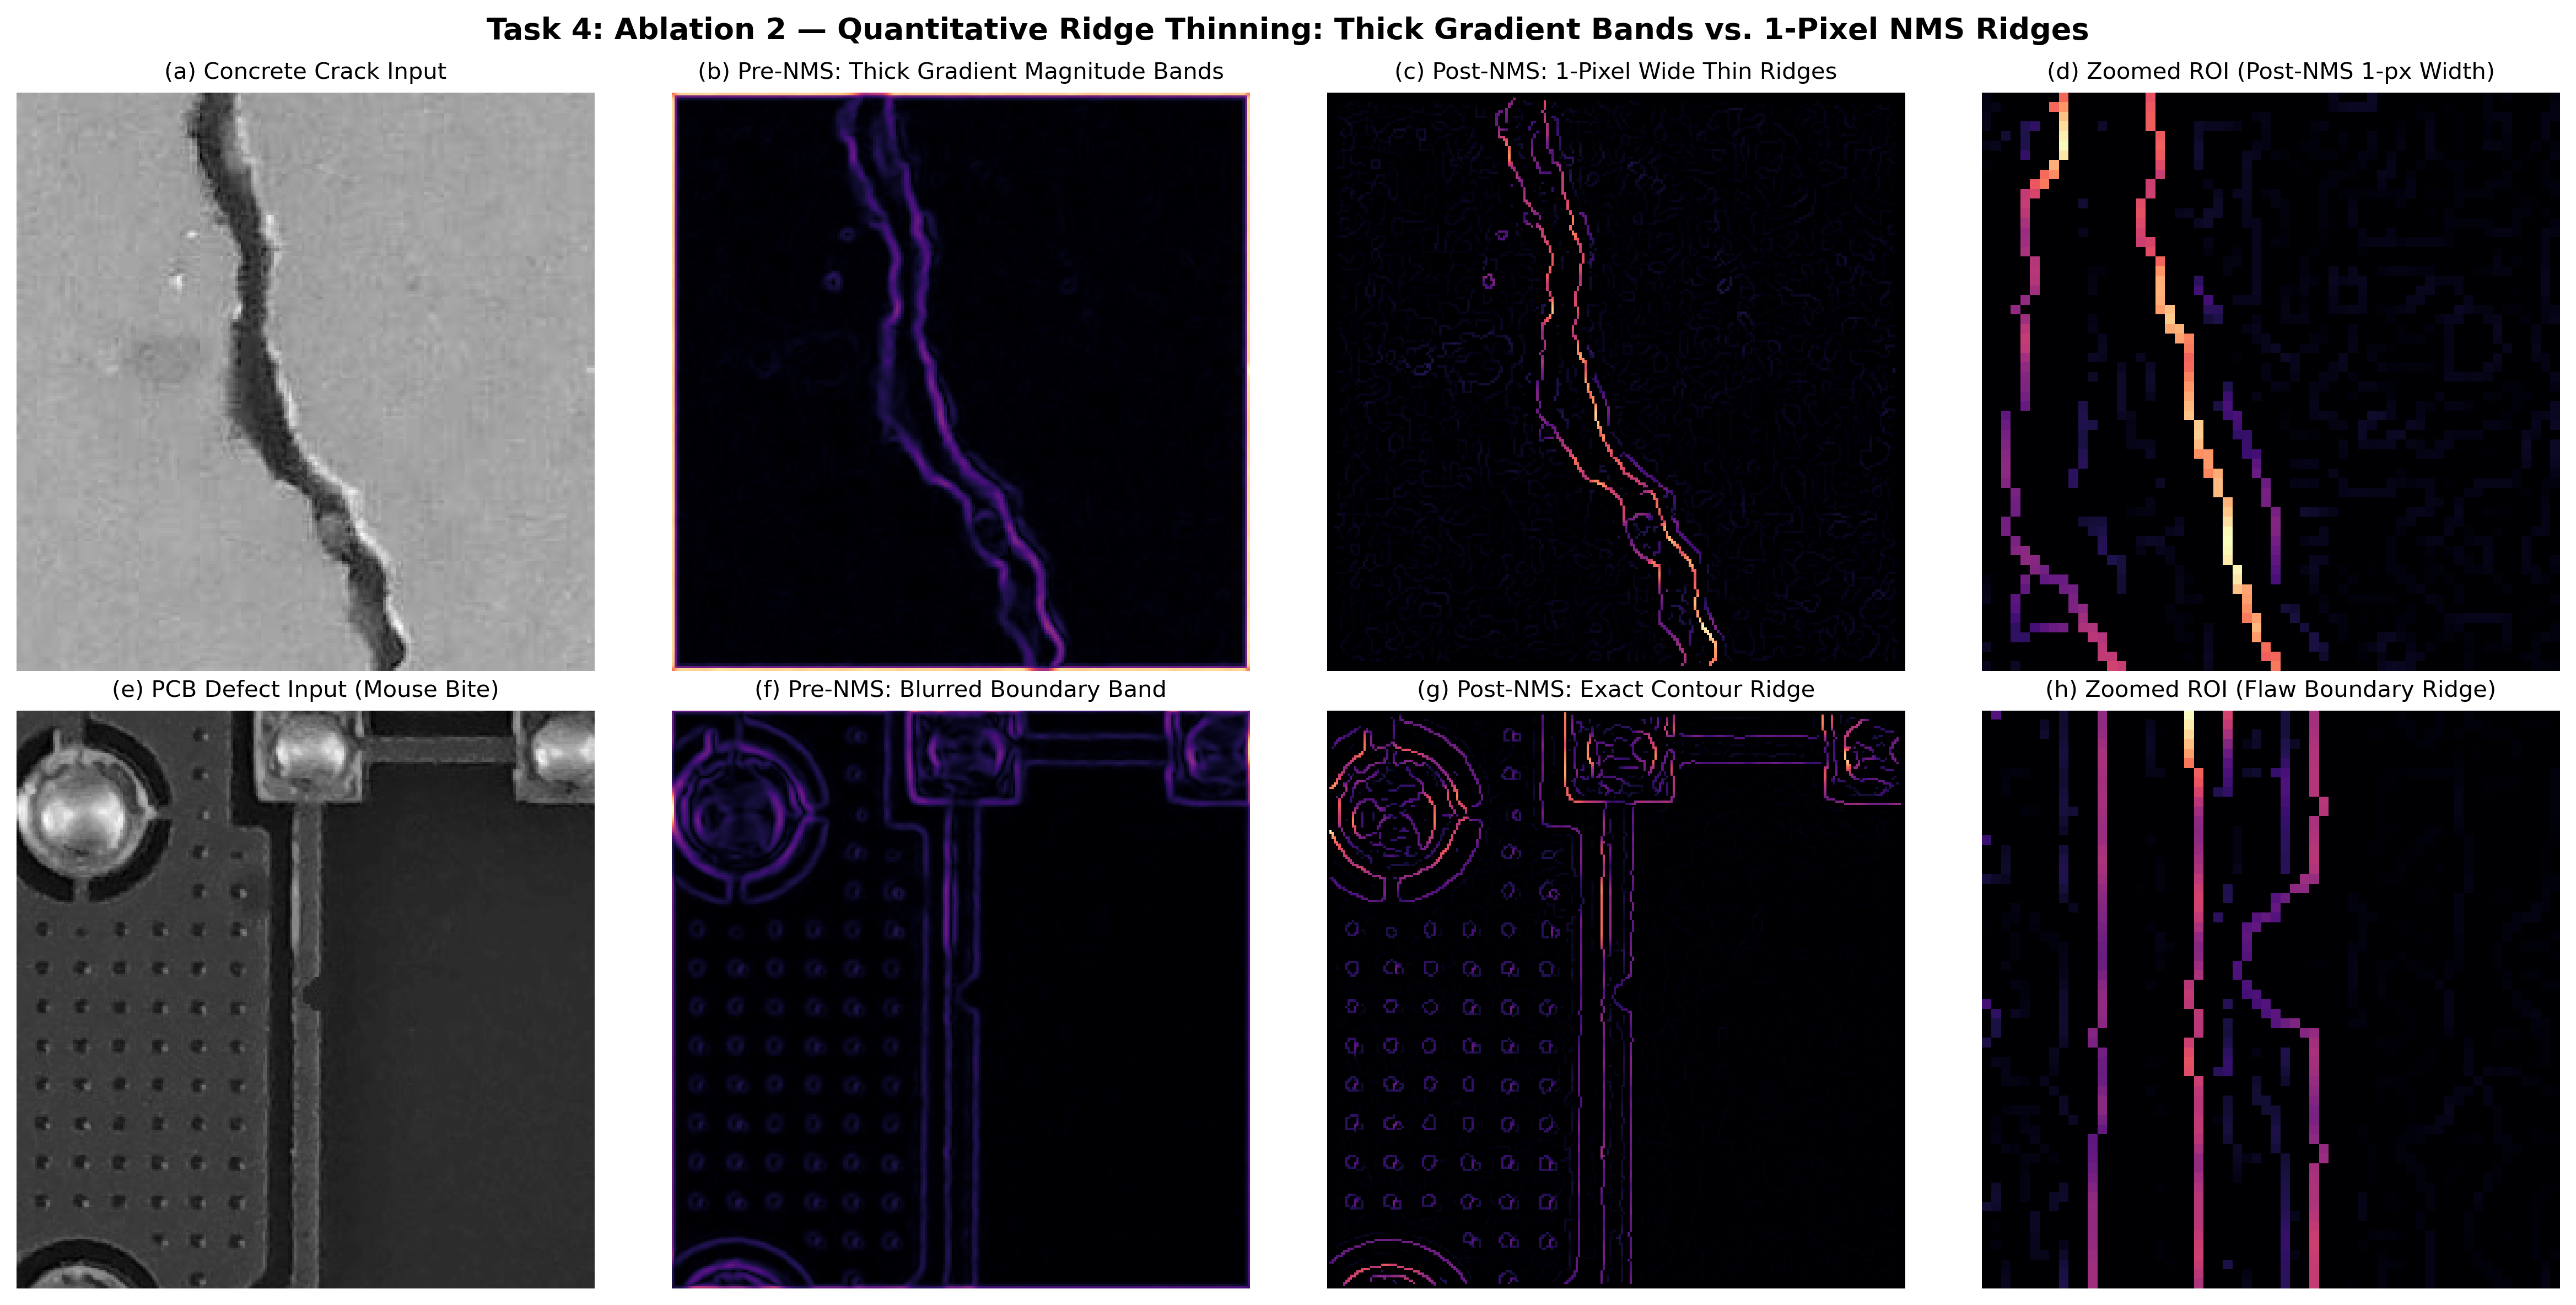 Task 4: Ablation 2 — Quantitative Ridge Thinning: Thick Gradient Bands vs. 1-Pixel NMS Ridges
(a) Concrete Crack Input
(b) Pre-NMS: Thick Gradient Magnitude Bands
(c) Post-NMS: 1-Pixel Wide Thin Ridges
(d) Zoomed ROI (Post-NMS 1-px Width)
(e) PCB Defect Input (Mouse Bite)
(f) Pre-NMS: Blurred Boundary Band
(g) Post-NMS: Exact Contour Ridge
(h) Zoomed ROI (Flaw Boundary Ridge)